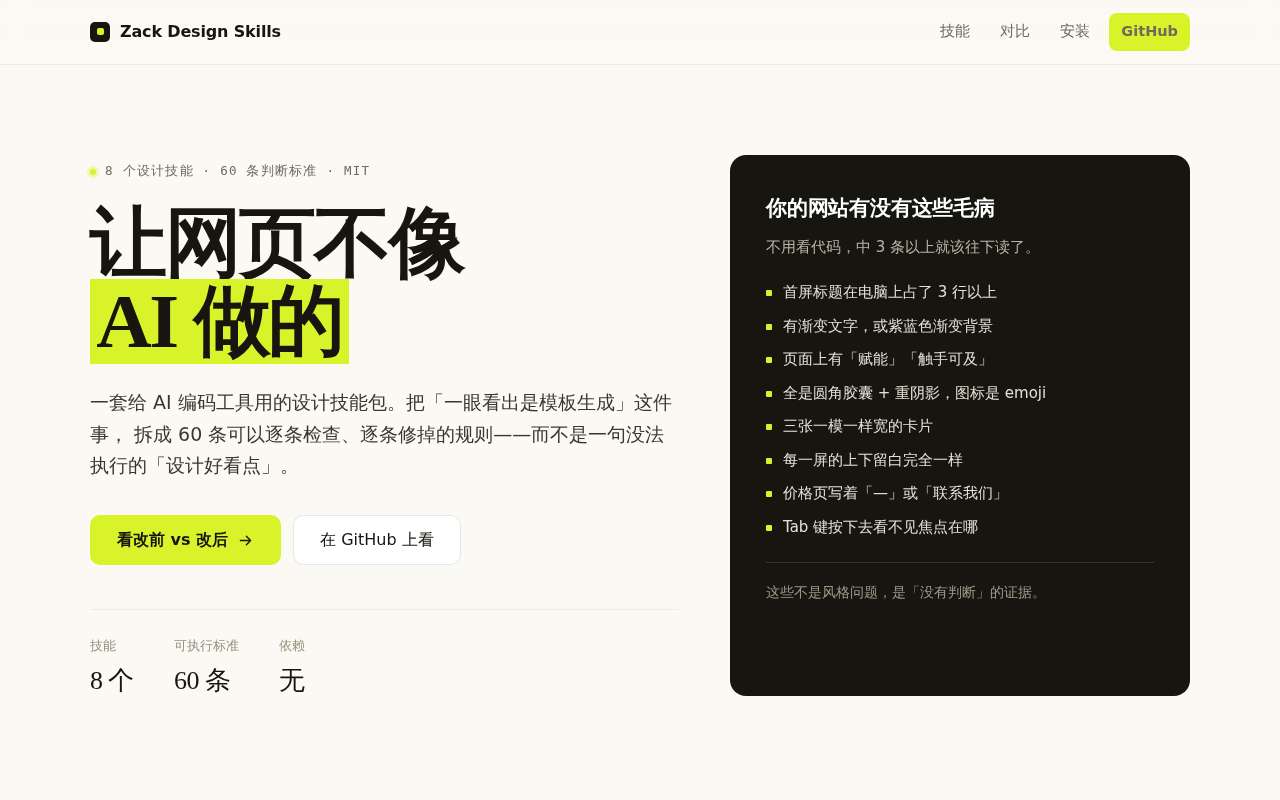 Zack Design Skills
技能
对比
安装
GitHub
8 个设计技能 · 60 条判断标准 · MIT
让网页不像
AI 做的
一套给 AI 编码工具用的设计技能包。把「一眼看出是模板生成」这件
事， 拆成 60 条可以逐条检查、逐条修掉的规则——而不是一句没法
执行的「设计好看点」。
看改前 vs 改后 →
在 GitHub 上看
技能
可执行标准
依赖
8 个
60 条
无
你的网站有没有这些毛病
不用看代码，中 3 条以上就该往下读了。
首屏标题在电脑上占了 3 行以上
有渐变文字，或紫蓝色渐变背景
页面上有「赋能」「触手可及」
全是圆角胶囊 + 重阴影，图标是 emoji
三张一模一样宽的卡片
每一屏的上下留白完全一样
价格页写着「—」或「联系我们」
Tab 键按下去看不见焦点在哪
这些不是风格问题，是「没有判断」的证据。